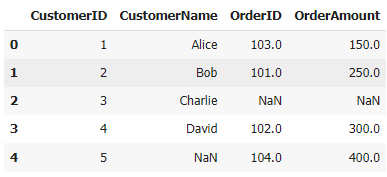 CustomerID CustomerName OrderID OrderAmount
0 1 Alice 103.0 150.0
1 2 Bob 101.0 250.0
2 3 Charlie NaN NaN
3 4 David 102.0 300.0
4 5 NaN 104.0 400.0